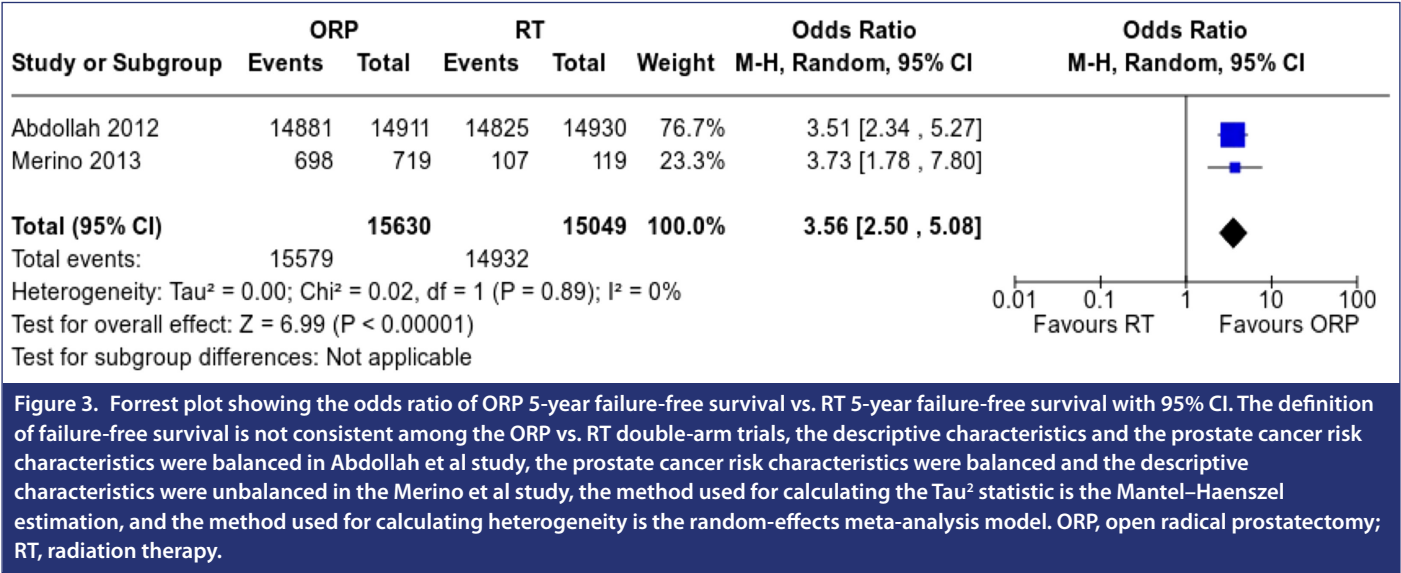 ORP RT Odds Ratio Odds Ratio
Study or Subgroup Events Total Events Total Weight M-H, Random, 95% CI M-H, Random, 95% CI
Abdollah 2012 14881 14911 14825 14930 76.7% 3.51 [2.34 , 5.27]
Merino 2013 698 719 107 119 23.3% 3.73 [1.78 , 7.80]
Total (95% CI) 15630 15049 100.0% 3.56 [2.50 , 5.08]
Total events: 15579 14932
Heterogeneity: Tau² = 0.00; Chi² = 0.02, df = 1 (P = 0.89); I² = 0%
Test for overall effect: Z = 6.99 (P < 0.00001)
Test for subgroup differences: Not applicable
0.01 0.1 1 10 100
Favours RT Favours ORP
Figure 3. Forrest plot showing the odds ratio of ORP 5-year failure-free survival vs. RT 5-year failure-free survival with 95% CI. The definition
of failure-free survival is not consistent among the ORP vs. RT double-arm trials, the descriptive characteristics and the prostate cancer risk
characteristics were balanced in Abdollah et al study, the prostate cancer risk characteristics were balanced and the descriptive
characteristics were unbalanced in the Merino et al study, the method used for calculating the Tau² statistic is the Mantel–Haenszel
estimation, and the method used for calculating heterogeneity is the random-effects meta-analysis model. ORP, open radical prostatectomy;
RT, radiation therapy.